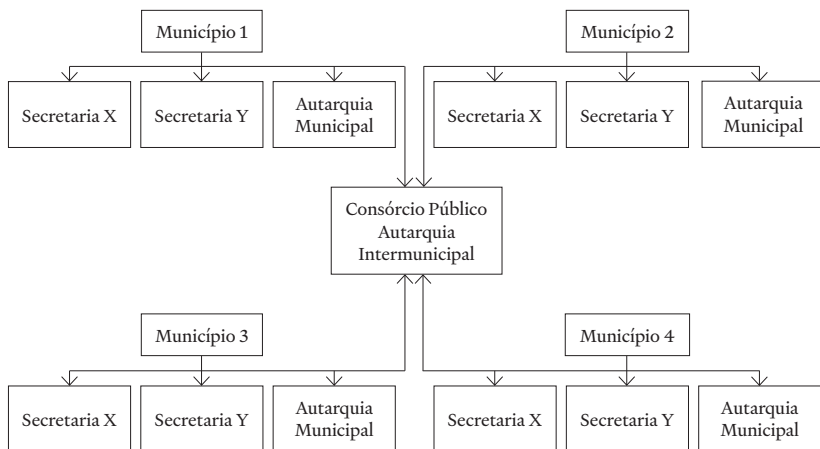 Município 1
Município 2
Secretaria X
Secretaria Y
Autarquia
Municipal
Secretaria X
Secretaria Y
Autarquia
Municipal
Consórcio Público
Autarquia
Intermunicipal
Município 3
Município 4
Secretaria X
Secretaria Y
Autarquia
Municipal
Secretaria X
Secretaria Y
Autarquia
Municipal